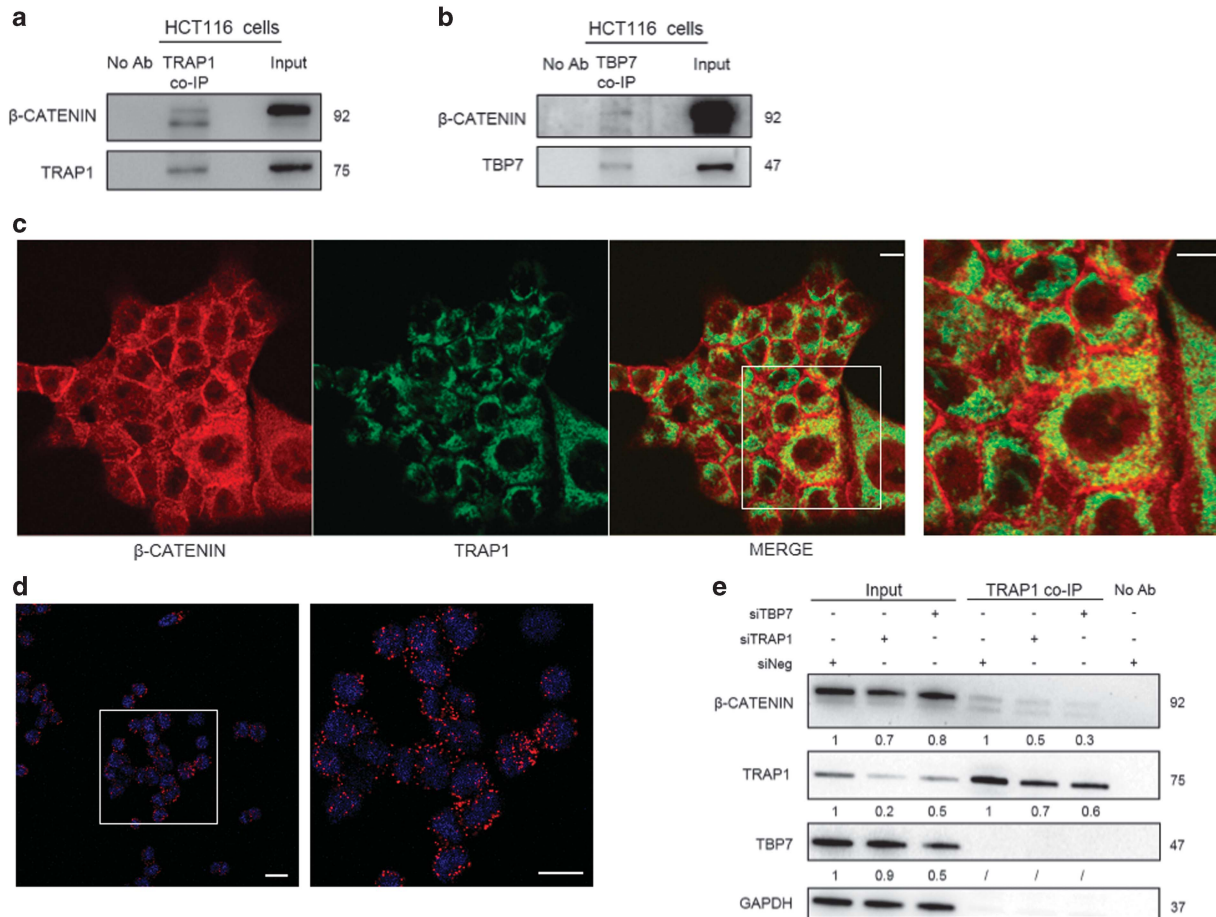 a
HCT116 cells
No Ab TRAP1 co-IP Input
β-CATENIN 92
TRAP1 75
b
HCT116 cells
No Ab TBP7 co-IP Input
β-CATENIN 92
TBP7 47
c
β-CATENIN TRAP1 MERGE
d
e
Input TRAP1 co-IP No Ab
siTBP7 - - + - - + -
siTRAP1 - + - - + - -
siNeg + - - + - - +
β-CATENIN 92
1 0.7 0.8 1 0.5 0.3
TRAP1 75
1 0.2 0.5 1 0.7 0.6
TBP7 47
1 0.9 0.5 / / /
GAPDH 37